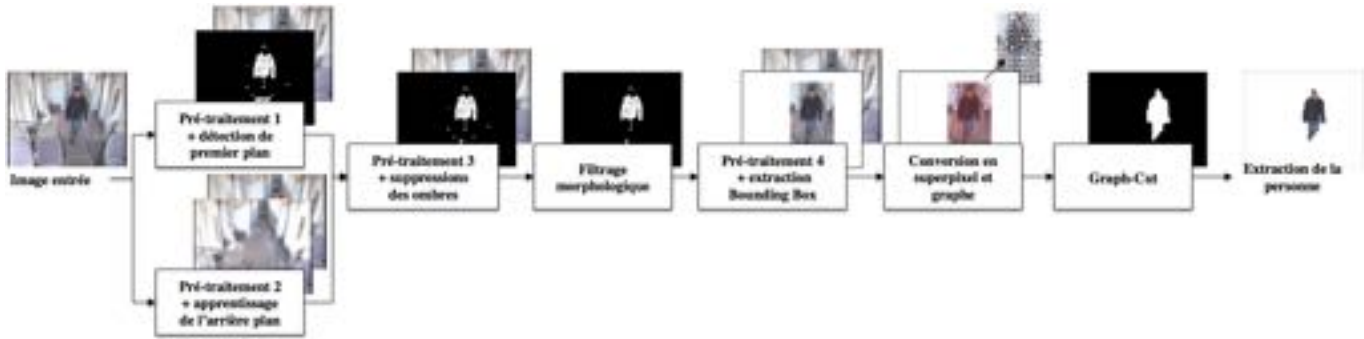 Image entrée
Pré-traitement 1
+ détection de
premier plan
Pré-traitement 2
+ apprentissage
de l'arrière plan
Pré-traitement 3
+ suppressions
des ombres
Filtrage
morphologique
Pré-traitement 4
+ extraction
Bounding Box
Conversion en
superpixel et
graphe
Graph-Cut
Extraction de la
personne